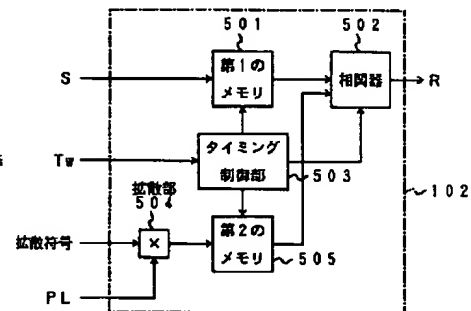 501
502
S
第1の
メモリ
相関器
R
Tw
タイミング
制御部
503
102
拡散部
504
拡散符号
×
第2の
メモリ
505
PL